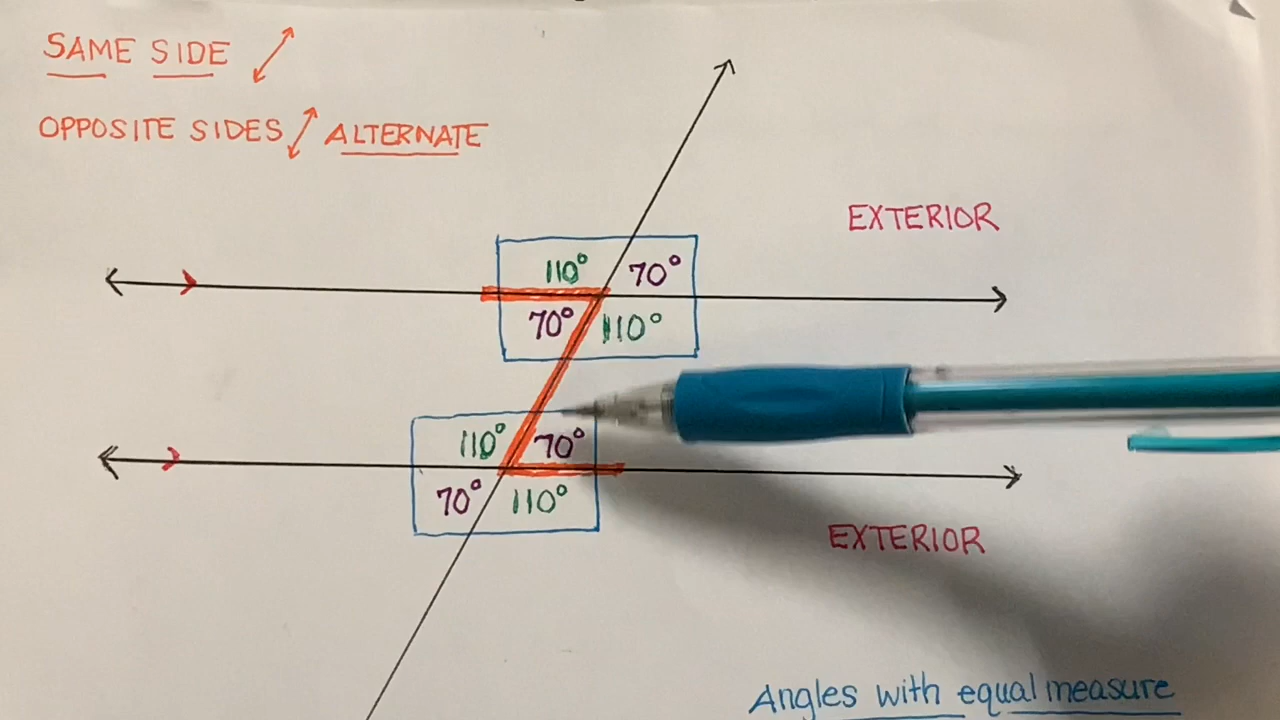 SAME SIDE
OPPOSITE SIDES ALTERNATE
EXTERIOR
110° 70°
70° 110°
110° 70°
70° 110°
EXTERIOR
Angles with equal measure